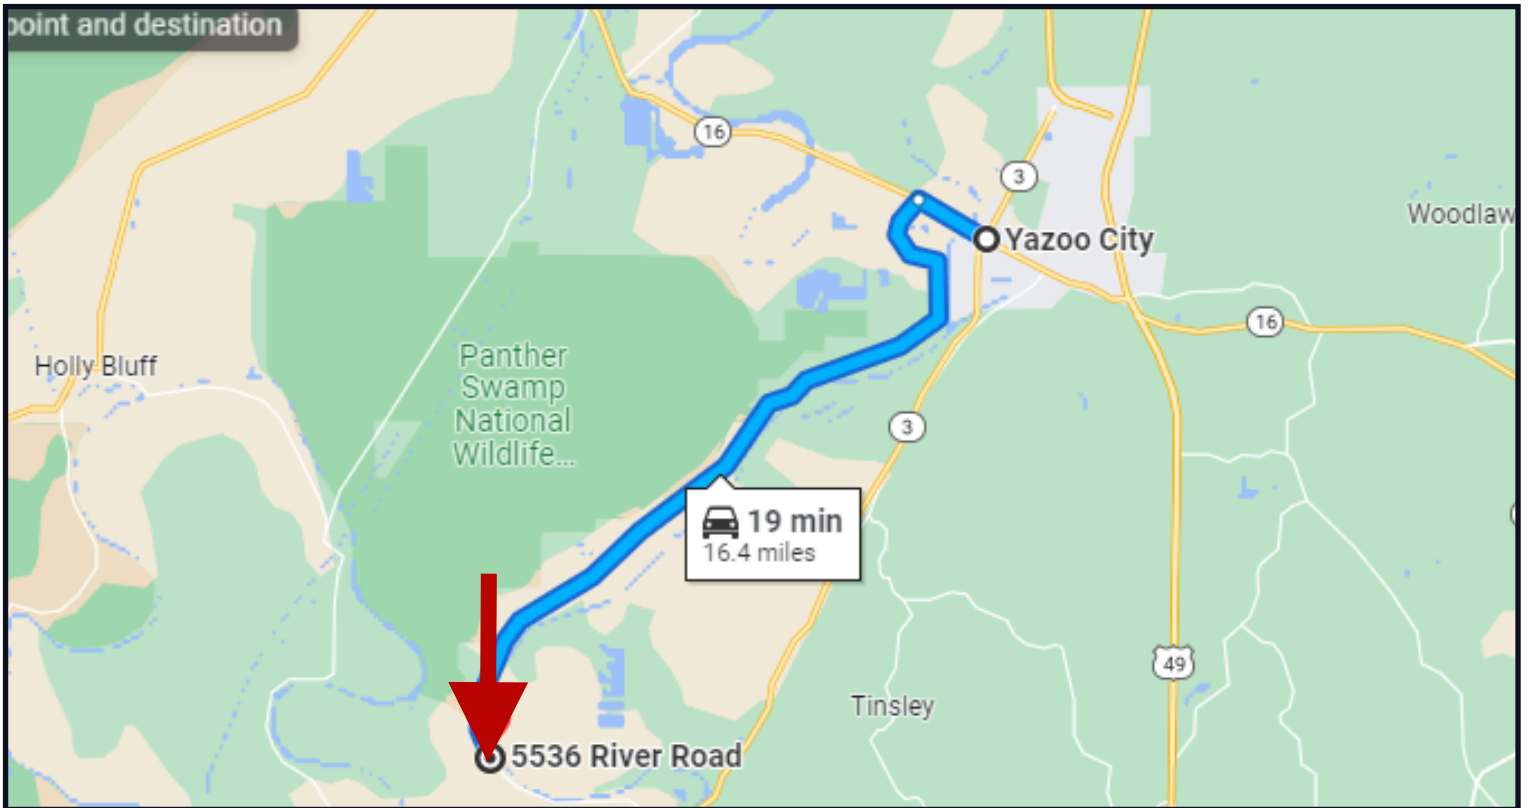 point and destination
16
3
Yazoo City
Woodlaw
16
Holly Bluff
Panther
Swamp
National
Wildlife...
3
19 min
16.4 miles
49
Tinsley
5536 River Road